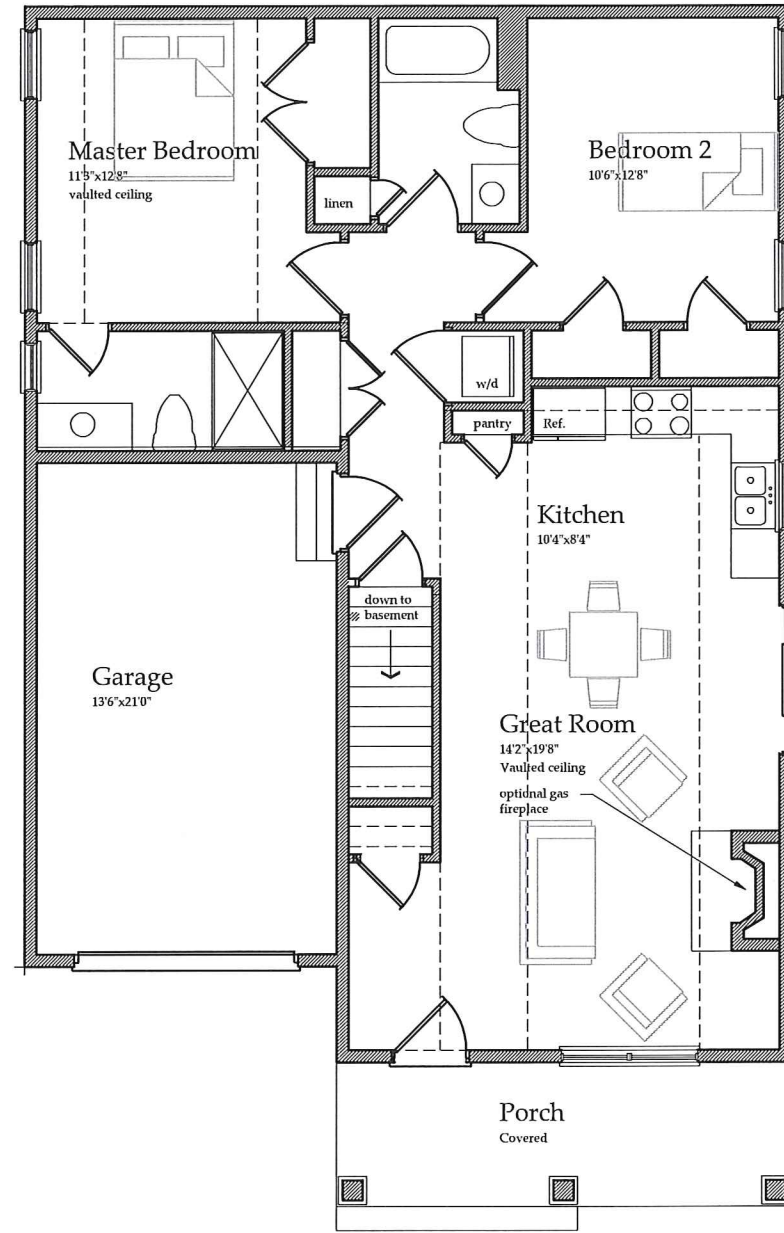 Master Bedroom
11'3"x12'8"
vaulted ceiling
Bedroom 2
10'6"x12'8"
linen
w/d
pantry
Ref.
Kitchen
10'4"x8'4"
down to
basement
Garage
13'6"x21'0"
Great Room
14'2"x19'8"
Vaulted ceiling
optional gas
fireplace
Porch
Covered